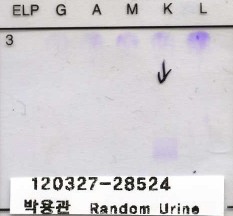 ELP G A M K L
3
120327-28524
박용관 Random Urine